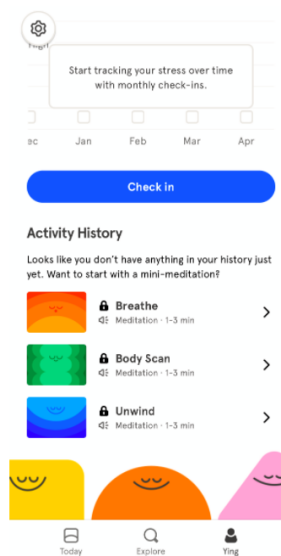 Start tracking your stress over time
with monthly check-ins.
Jan Feb Mar Apr
Check in
Activity History
Looks like you don't have anything in your history just
yet. Want to start with a mini-meditation?
Breathe
Meditation · 1-3 min
Body Scan
Meditation · 1-3 min
Unwind
Meditation · 1-3 min
Today Explore Ying